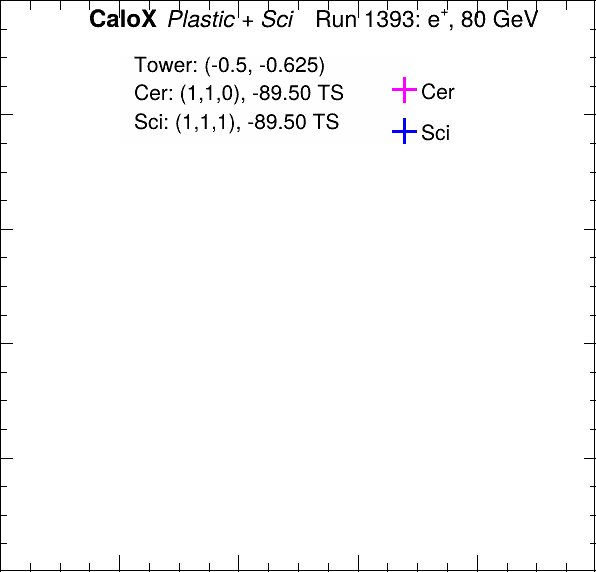 CaloX Plastic + Sci Run 1393: e⁺, 80 GeV
Tower: (-0.5, -0.625)
Cer: (1,1,0), -89.50 TS
Sci: (1,1,1), -89.50 TS
Cer
Sci